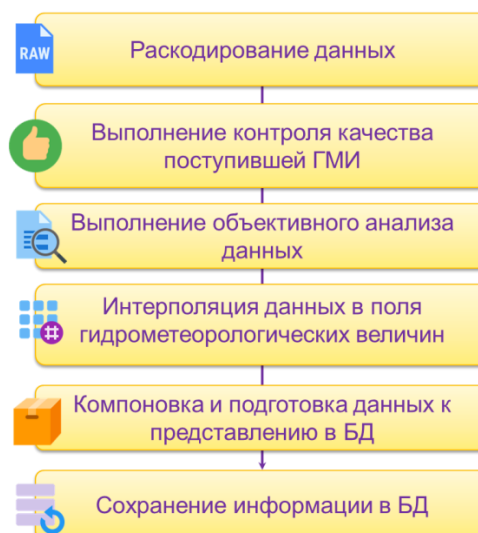 RAW
Раскодирование данных
Выполнение контроля качества
поступившей ГМИ
Выполнение объективного анализа
данных
Интерполяция данных в поля
гидрометеорологических величин
#
Компоновка и подготовка данных к
представлению в БД
Сохранение информации в БД